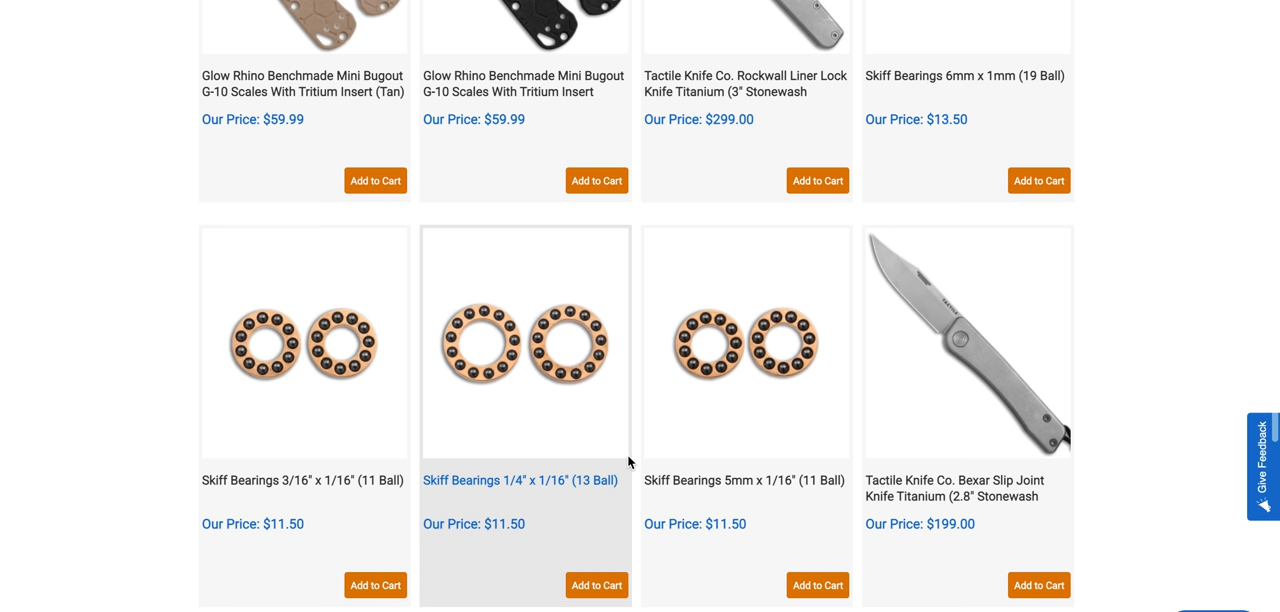 Glow Rhino Benchmade Mini Bugout
G-10 Scales With Tritium Insert (Tan)
Our Price: $59.99
Add to Cart
Glow Rhino Benchmade Mini Bugout
G-10 Scales With Tritium Insert
Our Price: $59.99
Add to Cart
Tactile Knife Co. Rockwall Liner Lock
Knife Titanium (3" Stonewash
Our Price: $299.00
Add to Cart
Skiff Bearings 6mm x 1mm (19 Ball)
Our Price: $13.50
Add to Cart
Skiff Bearings 3/16" x 1/16" (11 Ball)
Our Price: $11.50
Add to Cart
Skiff Bearings 1/4" x 1/16" (13 Ball)
Our Price: $11.50
Add to Cart
Skiff Bearings 5mm x 1/16" (11 Ball)
Our Price: $11.50
Add to Cart
TACTILE
Tactile Knife Co. Bexar Slip Joint
Knife Titanium (2.8" Stonewash
Our Price: $199.00
Add to Cart
Give Feedback